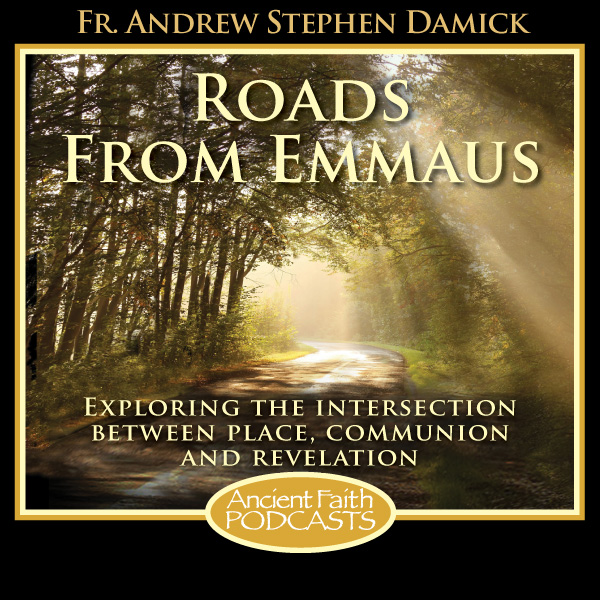 Fr. Andrew Stephen Damick
Roads
From Emmaus
Exploring the intersection
between place, communion
and revelation
Ancient Faith
PODCASTS